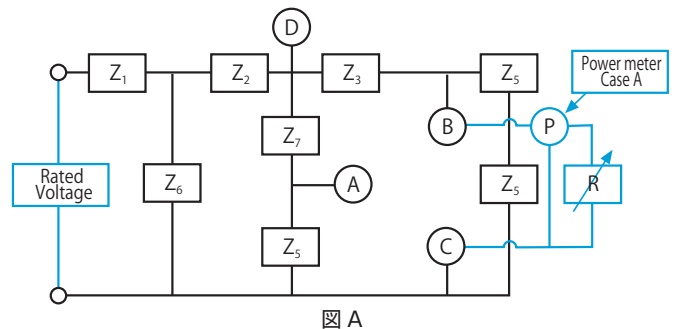 D
Z1
Z2
Z3
Z5
Power meter
Case A
B
P
Z7
Rated
Voltage
Z6
A
Z5
R
Z5
C
図 A